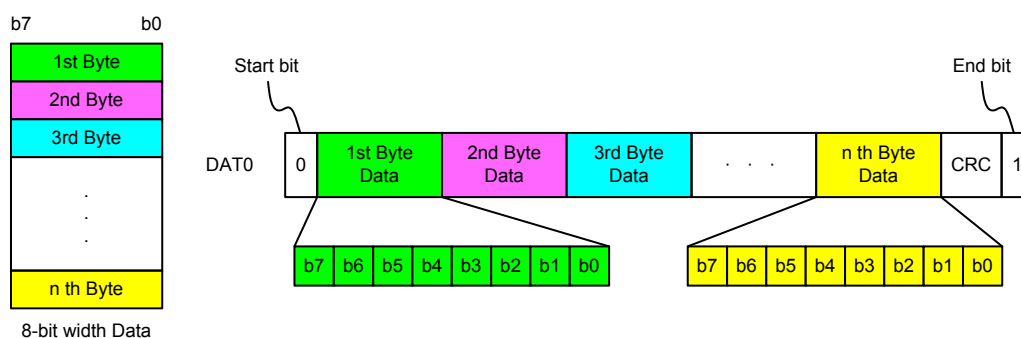 b7 b0
1st Byte
2nd Byte
3rd Byte
.
.
.
n th Byte
8-bit width Data
Start bit
End bit
DAT0
0
1st Byte
Data
2nd Byte
Data
3rd Byte
Data
. . .
n th Byte
Data
CRC
1
b7 b6 b5 b4 b3 b2 b1 b0
b7 b6 b5 b4 b3 b2 b1 b0